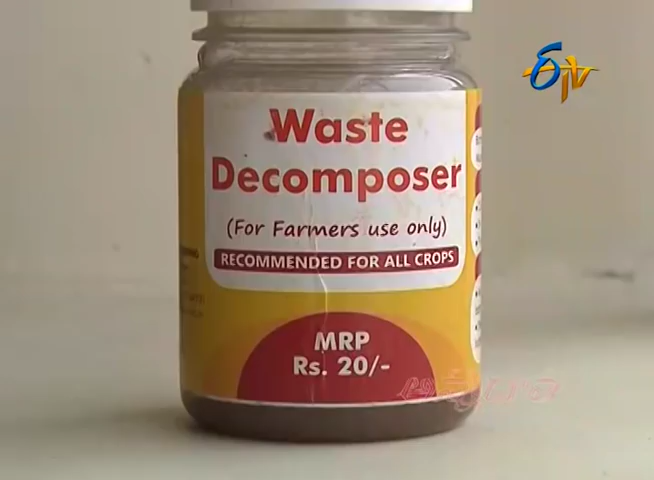 Waste
Decomposer
(For Farmers use only)
RECOMMENDED FOR ALL CROPS
MRP
Rs. 20/-